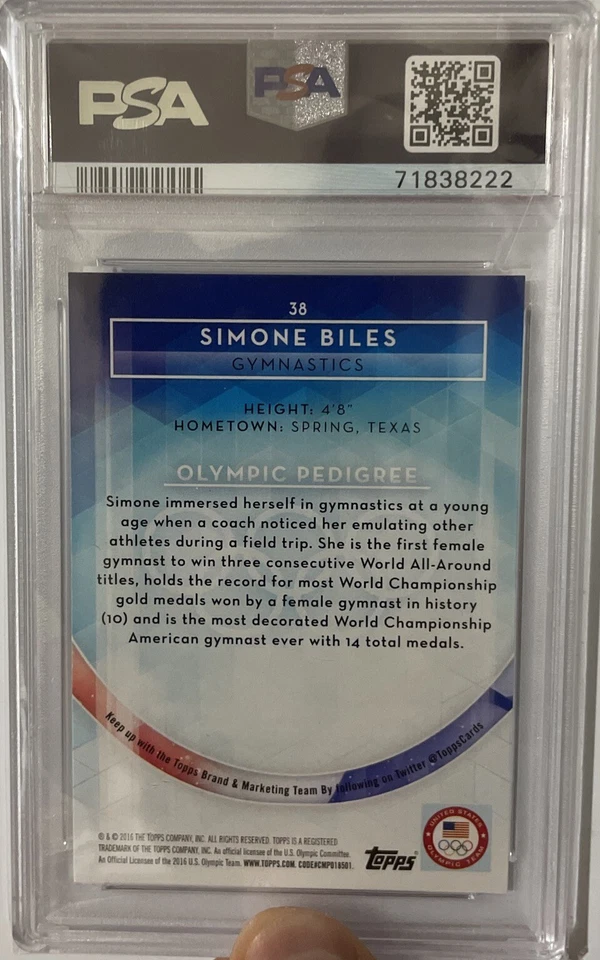 PSA
PSA
71838222
38
SIMONE BILES
GYMNASTICS
HEIGHT: 4'8"
HOMETOWN: SPRING, TEXAS
OLYMPIC PEDIGREE
Simone immersed herself in gymnastics at a young
age when a coach noticed her emulating other
athletes during a field trip. She is the first female
gymnast to win three consecutive World All-Around
titles, holds the record for most World Championship
gold medals won by a female gymnast in history
(10) and is the most decorated World Championship
American gymnast ever with 14 total medals.
Keep up with the Topps Brand & Marketing Team By following on Twitter @ToppsCards
® & © 2016 THE TOPPS COMPANY, INC. ALL RIGHTS RESERVED. TOPPS IS A REGISTERED
TRADEMARK OF THE TOPPS COMPANY, INC. An official licensee of the U.S. Olympic Committee.
An Official Licensee of the 2016 U.S. Olympic Team. WWW.TOPPS.COM. CODE#CMP016501.
Topps
UNITED STATES
OLYMPIC TEAM